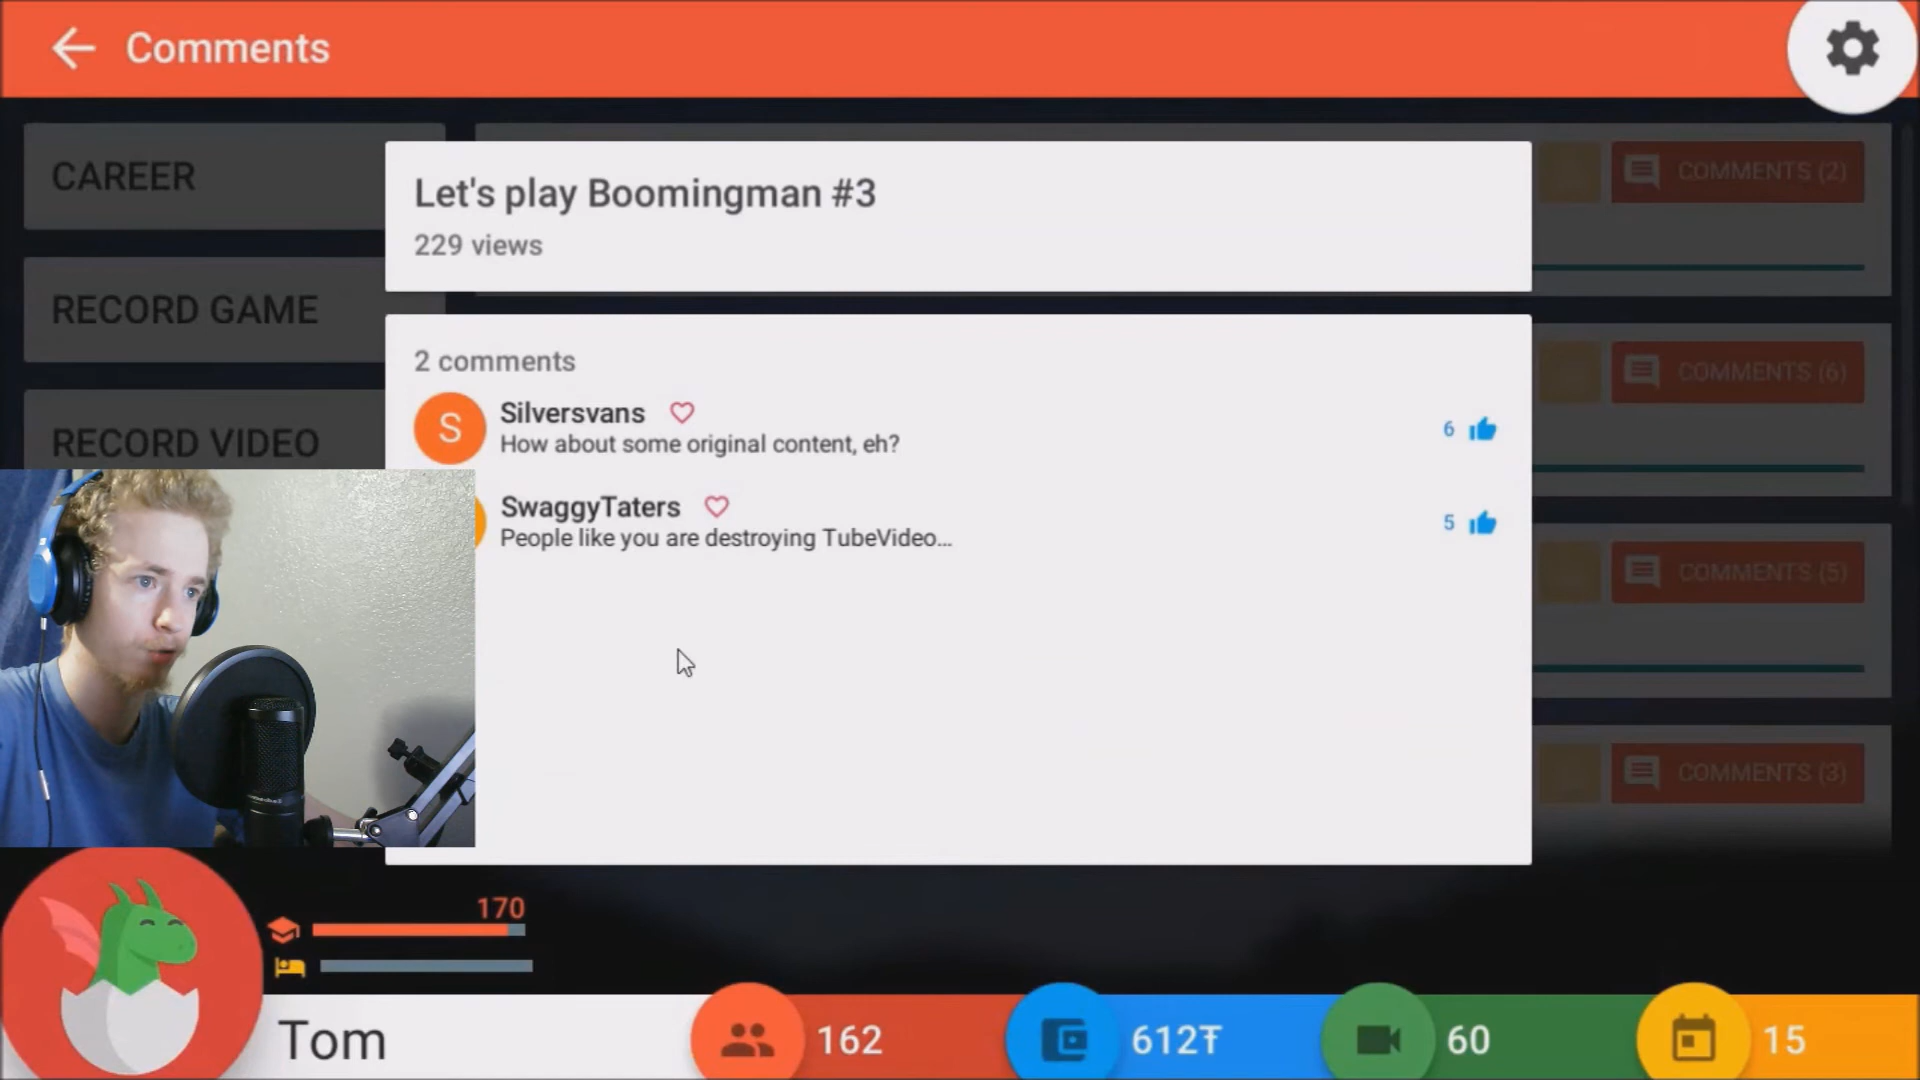 Comments
CAREER
RECORD GAME
RECORD VIDEO
Let's play Boomingman #3
229 views
2 comments
S
Silversvans
How about some original content, eh?
6
SwaggyTaters
People like you are destroying TubeVideo...
5
COMMENTS (2)
COMMENTS (6)
COMMENTS (5)
COMMENTS (3)
170
Tom
162
612Ŧ
60
15